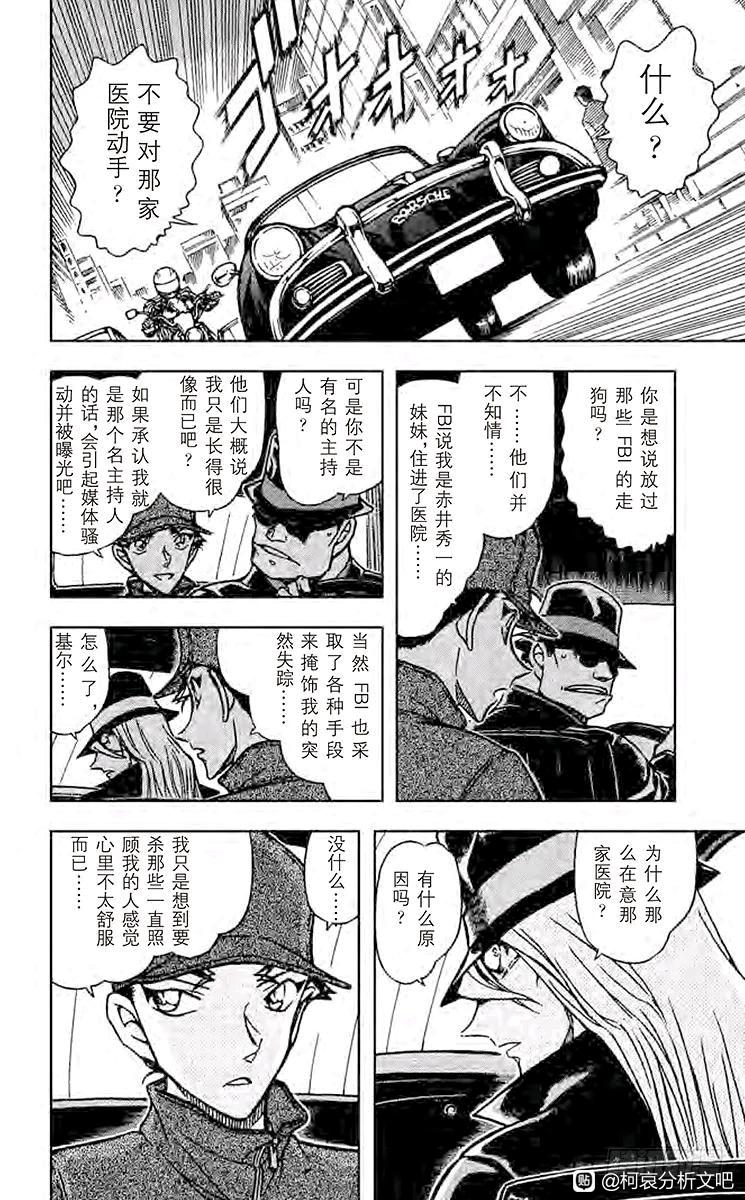 什么？
不要对那家
医院动手？
ゴオオオオ
PORSCHE
你是想说放过
那些 FBI 的走
狗吗？
不……他们并
不知情……
FBI说我是赤井秀一的
妹妹，住进了医院……
可是你不是
有名的主持
人吗？
他们大概说
我只是长得很
像而已吧？
如果承认我就
是那个名主持人
的话，会引起媒体骚
动并被曝光吧……
当然 FBI 也采
取了各种手段
来掩饰我的突
然失踪……
怎么了，
基尔……
为什么那
么在意那
家医院？
有什么原
因吗？
没什么…
我只是想到要
杀那些一直照
顾我的人感觉
心里不太舒服
而已……
贴 @柯哀分析文吧